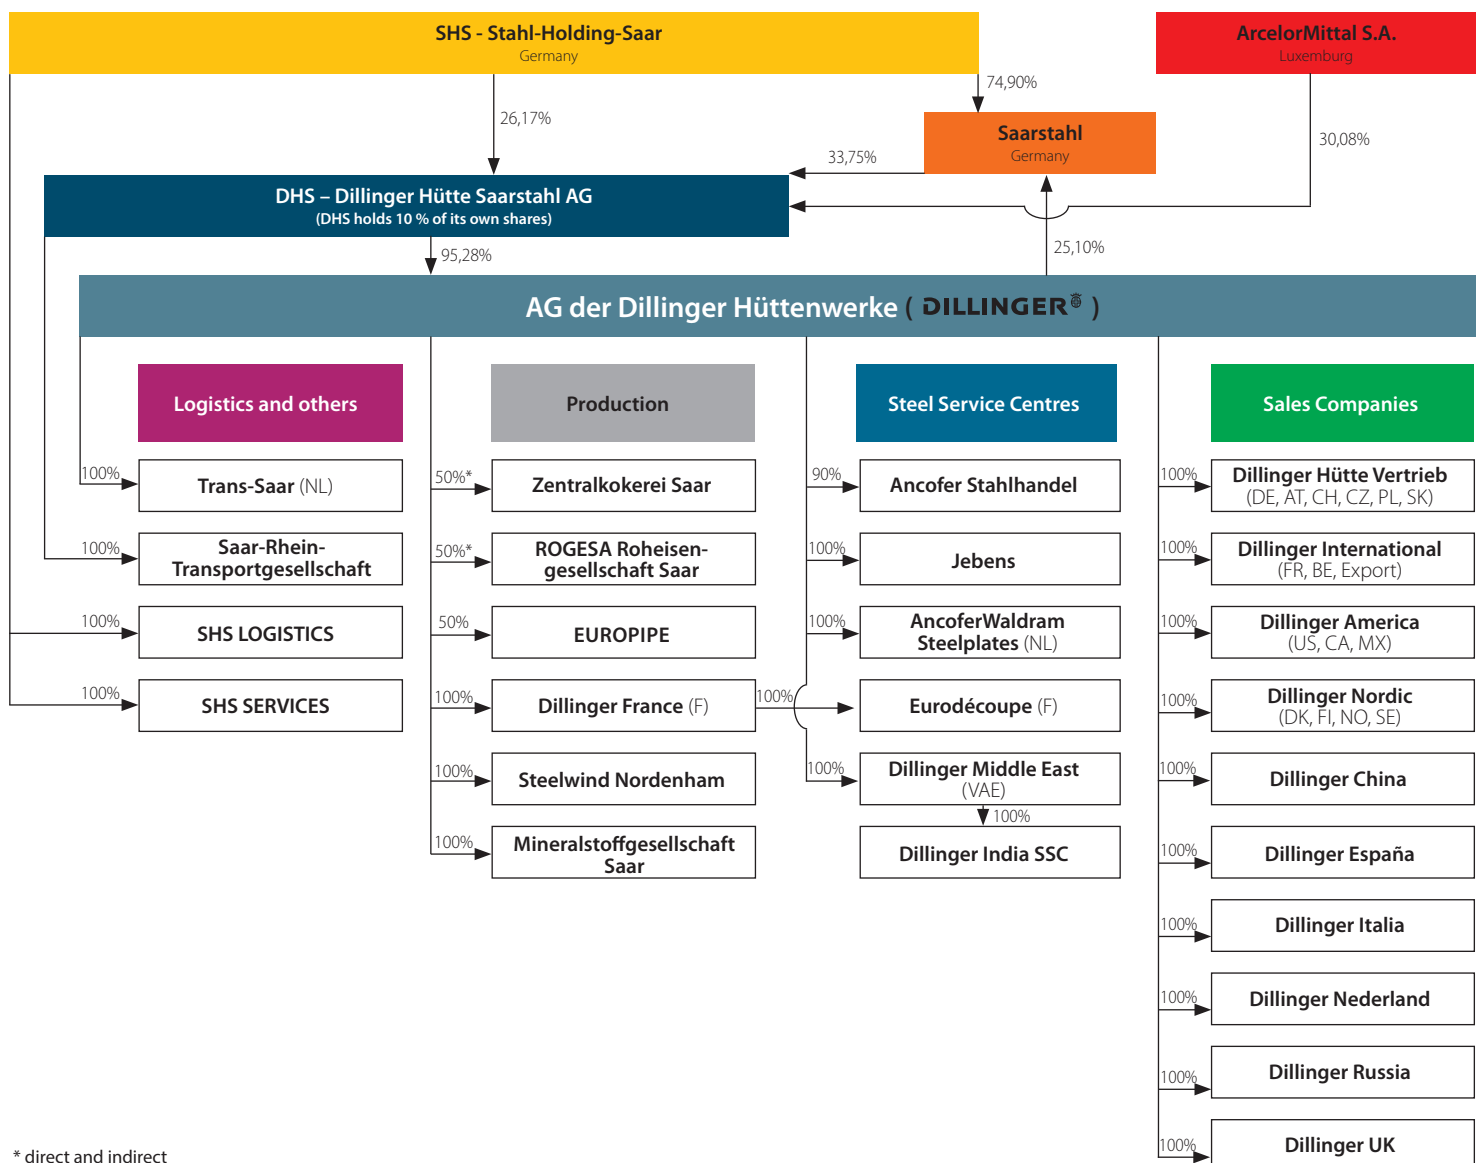 SHS - Stahl-Holding-Saar
Germany
ArcelorMittal S.A.
Luxemburg
74,90%
26,17%
Saarstahl
Germany
30,08%
33,75%
DHS – Dillinger Hütte Saarstahl AG
(DHS holds 10 % of its own shares)
95,28%
25,10%
AG der Dillinger Hüttenwerke ( DILLINGER )
Logistics and others
100%
Trans-Saar (NL)
100%
Saar-Rhein-
Transportgesellschaft
100%
SHS LOGISTICS
100%
SHS SERVICES
Production
50%*
Zentralkokerei Saar
50%*
ROGESA Roheisen-
gesellschaft Saar
50%
EUROPIPE
100%
Dillinger France (F)
100%
Steelwind Nordenham
100%
Mineralstoffgesellschaft
Saar
Steel Service Centres
90%
Ancofer Stahlhandel
100%
Jebens
100%
AncoferWaldram
Steelplates (NL)
100%
Eurodécoupe (F)
100%
Dillinger Middle East
(VAE)
100%
Dillinger India SSC
Sales Companies
100%
Dillinger Hütte Vertrieb
(DE, AT, CH, CZ, PL, SK)
100%
Dillinger International
(FR, BE, Export)
100%
Dillinger America
(US, CA, MX)
100%
Dillinger Nordic
(DK, FI, NO, SE)
100%
Dillinger China
100%
Dillinger España
100%
Dillinger Italia
100%
Dillinger Nederland
100%
Dillinger Russia
100%
Dillinger UK
* direct and indirect